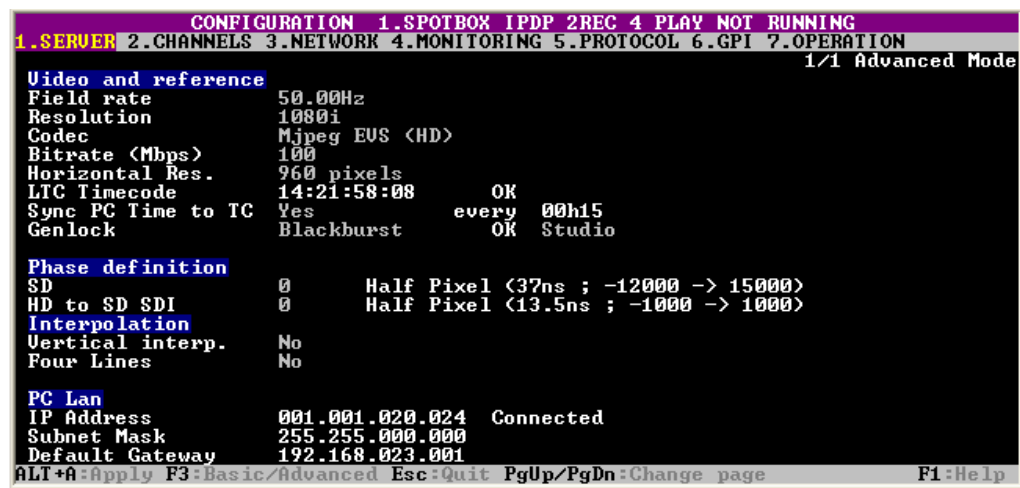 CONFIGURATION 1.SPOTBOX IPDP 2REC 4 PLAY NOT RUNNING
1.SERVER 2.CHANNELS 3.NETWORK 4.MONITORING 5.PROTOCOL 6.GPI 7.OPERATION
1/1 Advanced Mode
Video and reference
Field rate 50.00Hz
Resolution 1080i
Codec Mjpeg EVS (HD)
Bitrate (Mbps) 100
Horizontal Res. 960 pixels
LTC Timecode 14:21:58:08 OK
Sync PC Time to TC Yes every 00h15
Genlock Blackburst OK Studio
Phase definition
SD 0 Half Pixel (37ns ; -12000 -> 15000)
HD to SD SDI 0 Half Pixel (13.5ns ; -1000 -> 1000)
Interpolation
Vertical interp. No
Four Lines No
PC Lan
IP Address 001.001.020.024 Connected
Subnet Mask 255.255.000.000
Default Gateway 192.168.023.001
ALT+A:Apply F3:Basic/Advanced Esc:Quit PgUp/PgDn:Change page F1:Help